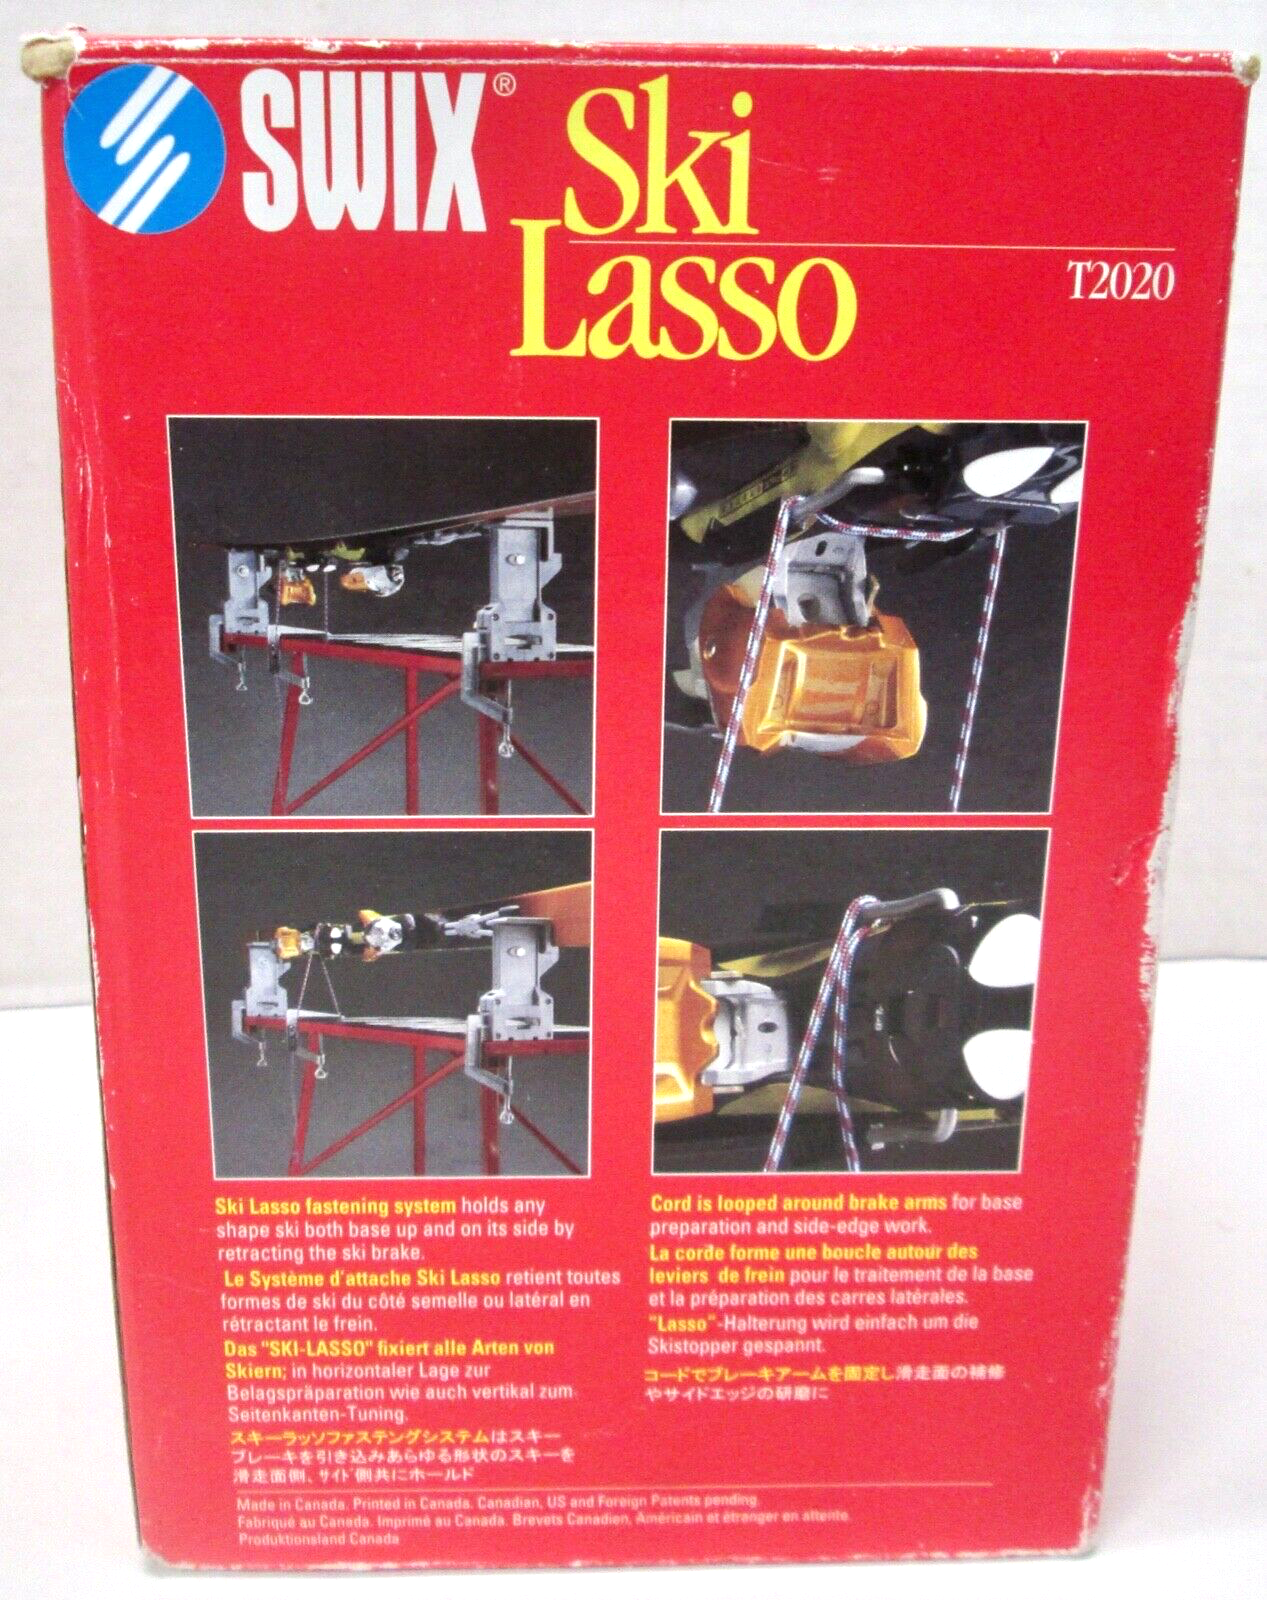 SWIX®
Ski
Lasso
T2020
Ski Lasso fastening system holds any
shape ski both base up and on its side by
retracting the ski brake.
Le Système d'attache Ski Lasso retient toutes
formes de ski du côté semelle ou latéral en
rétractant le frein.
Das "SKI-LASSO" fixiert alle Arten von
Skiern; in horizontaler Lage zur
Belagspräparation wie auch vertikal zum
Seitenkanten-Tuning.
スキーラッソファステングシステムはスキー
ブレーキを引き込みあらゆる形状のスキーを
滑走面側、サイド側共にホールド
Cord is looped around brake arms for base
preparation and side-edge work.
La corde forme une boucle autour des
leviers de frein pour le traitement de la base
et la préparation des carres latérales.
"Lasso"-Halterung wird einfach um die
Skistopper gespannt.
コードでブレーキアームを固定し滑走面の補修
やサイドエッジの研磨に
Made in Canada. Printed in Canada. Canadian, US and Foreign Patents pending.
Fabriqué au Canada. Imprimé au Canada. Brevets Canadien, Américain et étranger en attente.
Produktionsland Canada